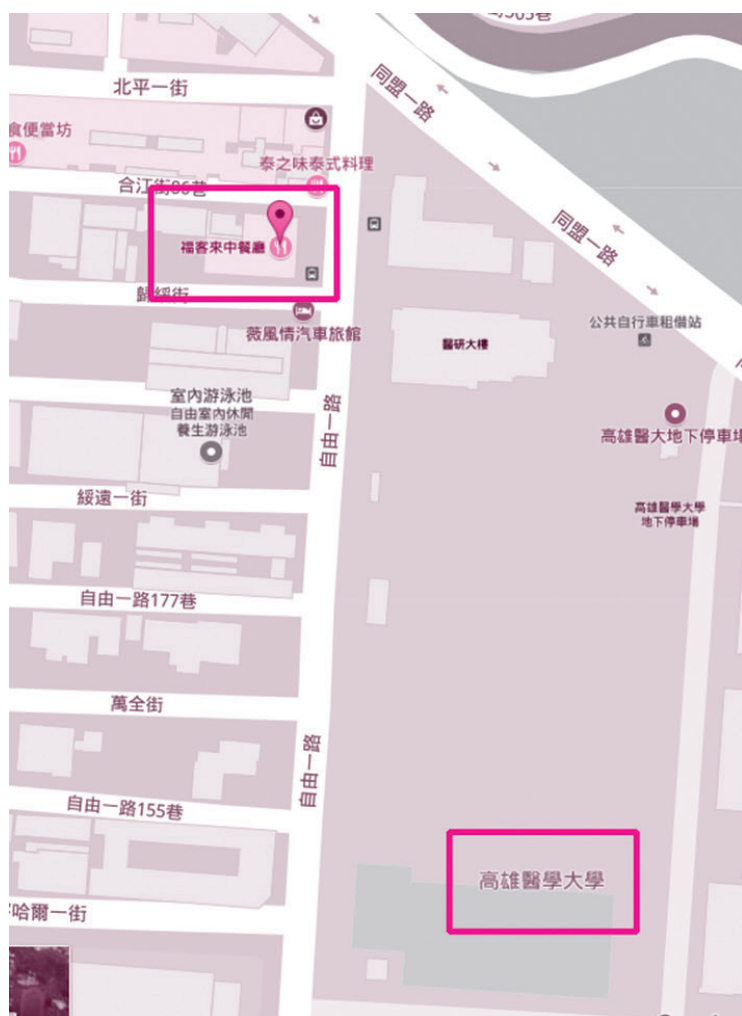 北平一街
同盟一路
食便當坊
泰之味泰式料理
合江街86巷
福客來中餐廳
同盟一路
歸綏街
薇風情汽車旅館
公共自行車租借站
醫研大樓
室內游泳池
自由室內休閒
養生游泳池
自由一路
高雄醫大地下停車場
綏遠一街
高雄醫學大學
地下停車場
自由一路177巷
萬全街
自由一路
自由一路155巷
高雄醫學大學
哈爾一街